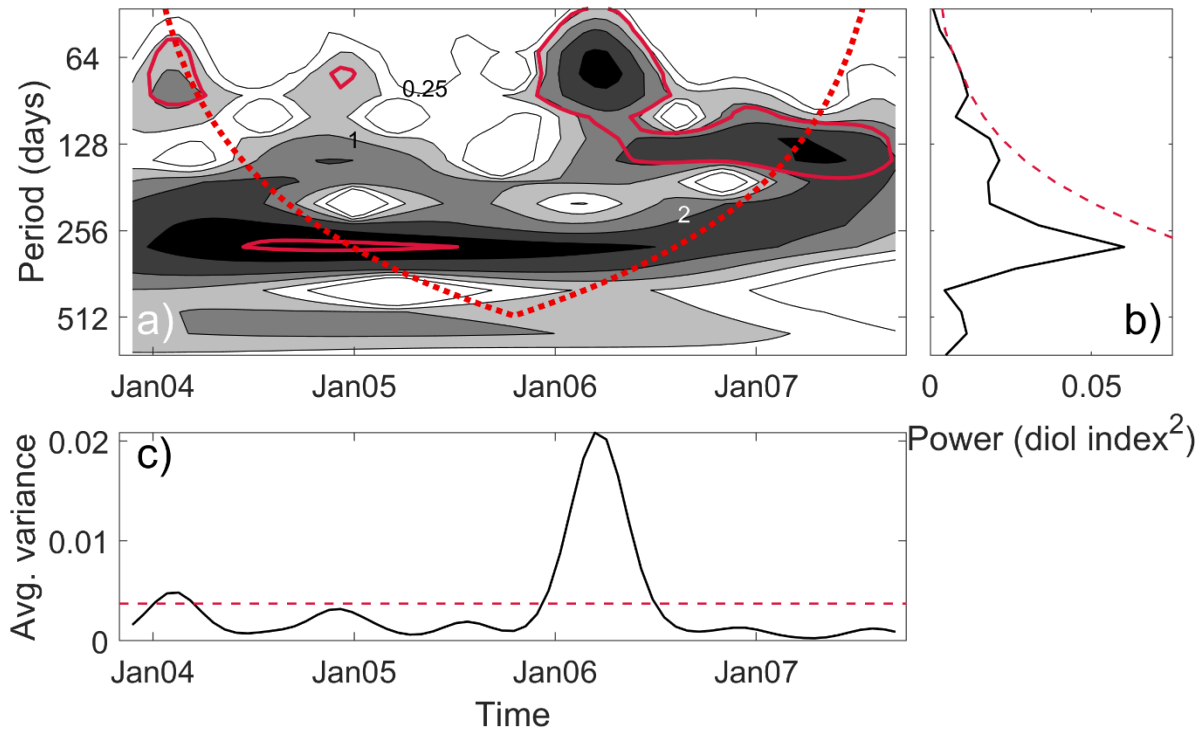 64
128
256
512
Period (days)
0.25
1
2
a)
Jan04
Jan05
Jan06
Jan07
b)
0
0.05
Power (diol index²)
c)
0.02
0.01
0
Avg. variance
Jan04
Jan05
Jan06
Jan07
Time